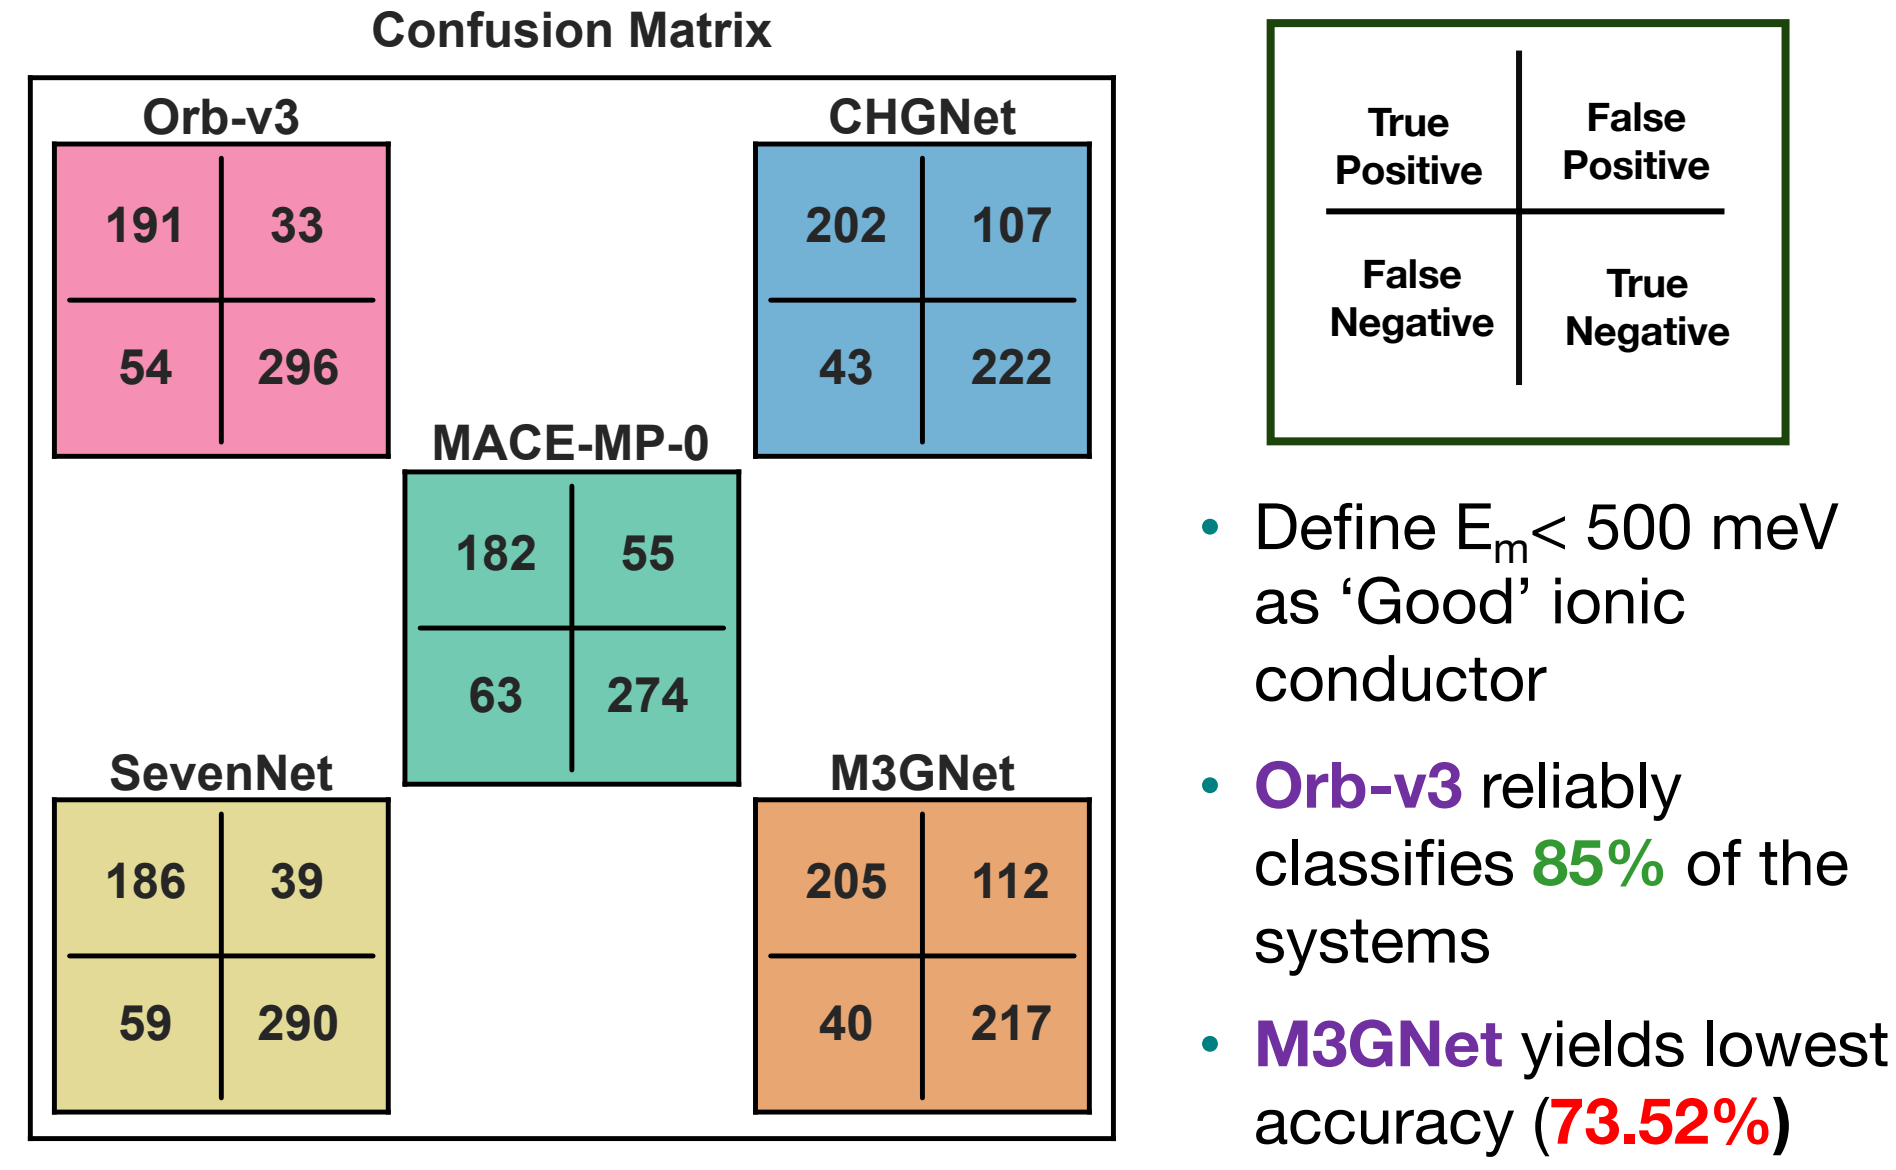 Confusion Matrix
Orb-v3
191 33
54 296
CHGNet
202 107
43 222
MACE-MP-0
182 55
63 274
SevenNet
186 39
59 290
M3GNet
205 112
40 217
True
Positive
False
Positive
False
Negative
True
Negative
• Define Em< 500 meV
as ‘Good’ ionic
conductor
• Orb-v3 reliably
classifies 85% of the
systems
• M3GNet yields lowest
accuracy (73.52%)